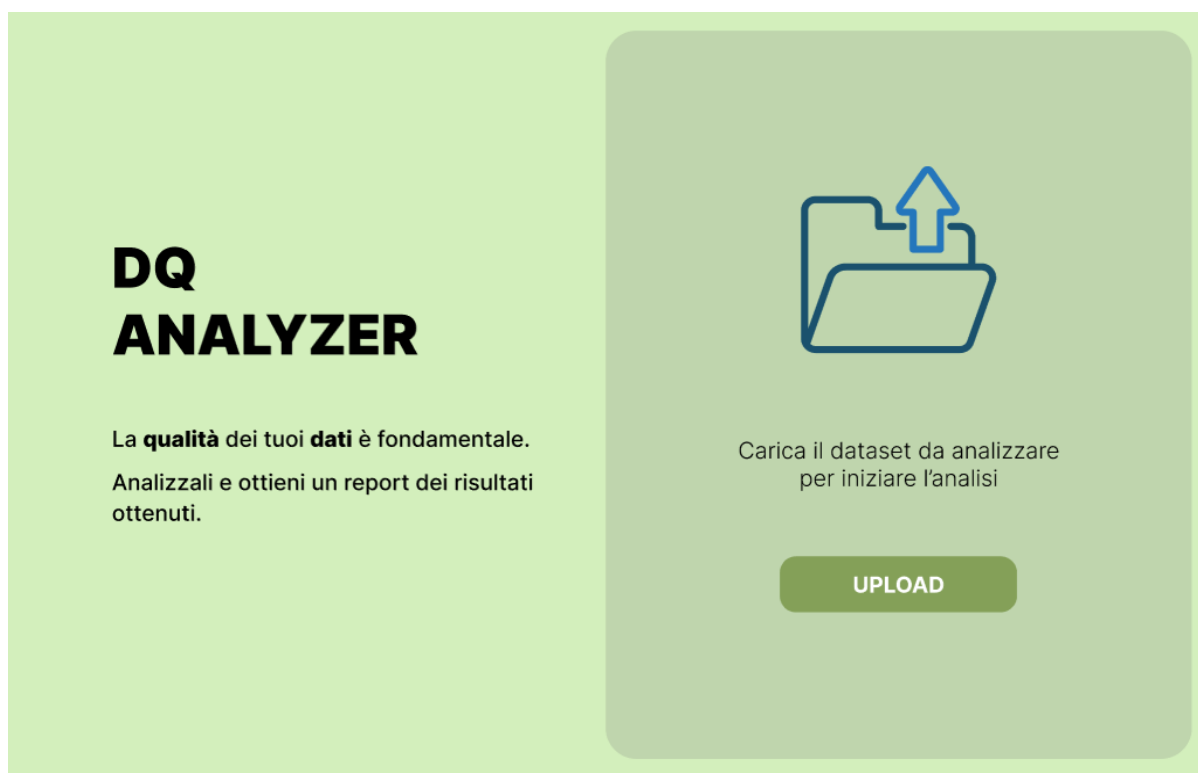 DQ
ANALYZER
La qualità dei tuoi dati è fondamentale.
Analizzali e ottieni un report dei risultati
ottenuti.
Carica il dataset da analizzare
per iniziare l’analisi
UPLOAD